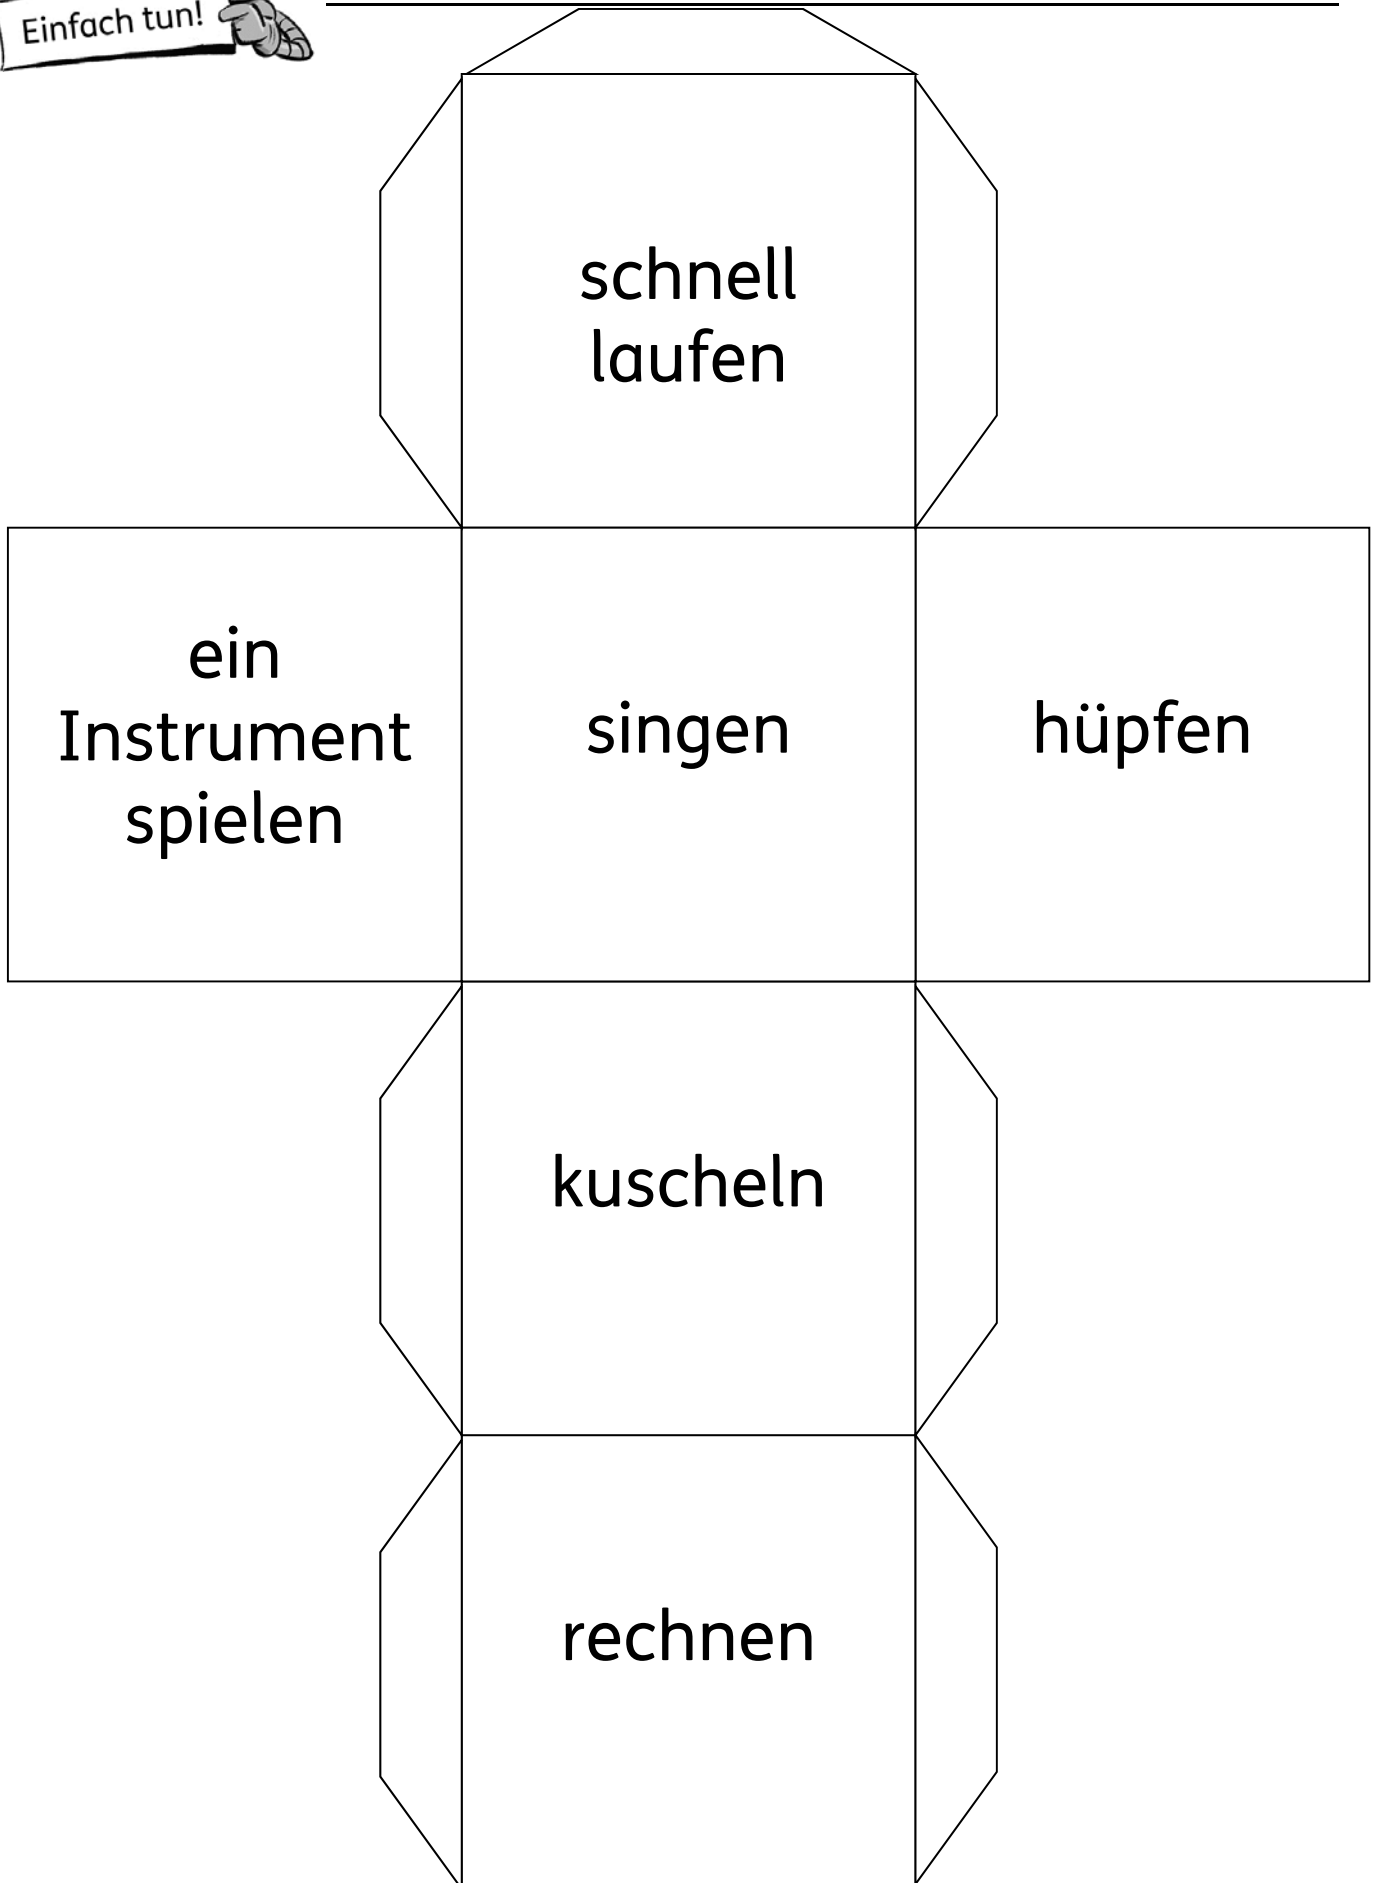 Einfach tun!
schnell
laufen
ein
Instrument
spielen
singen
hüpfen
kuscheln
rechnen